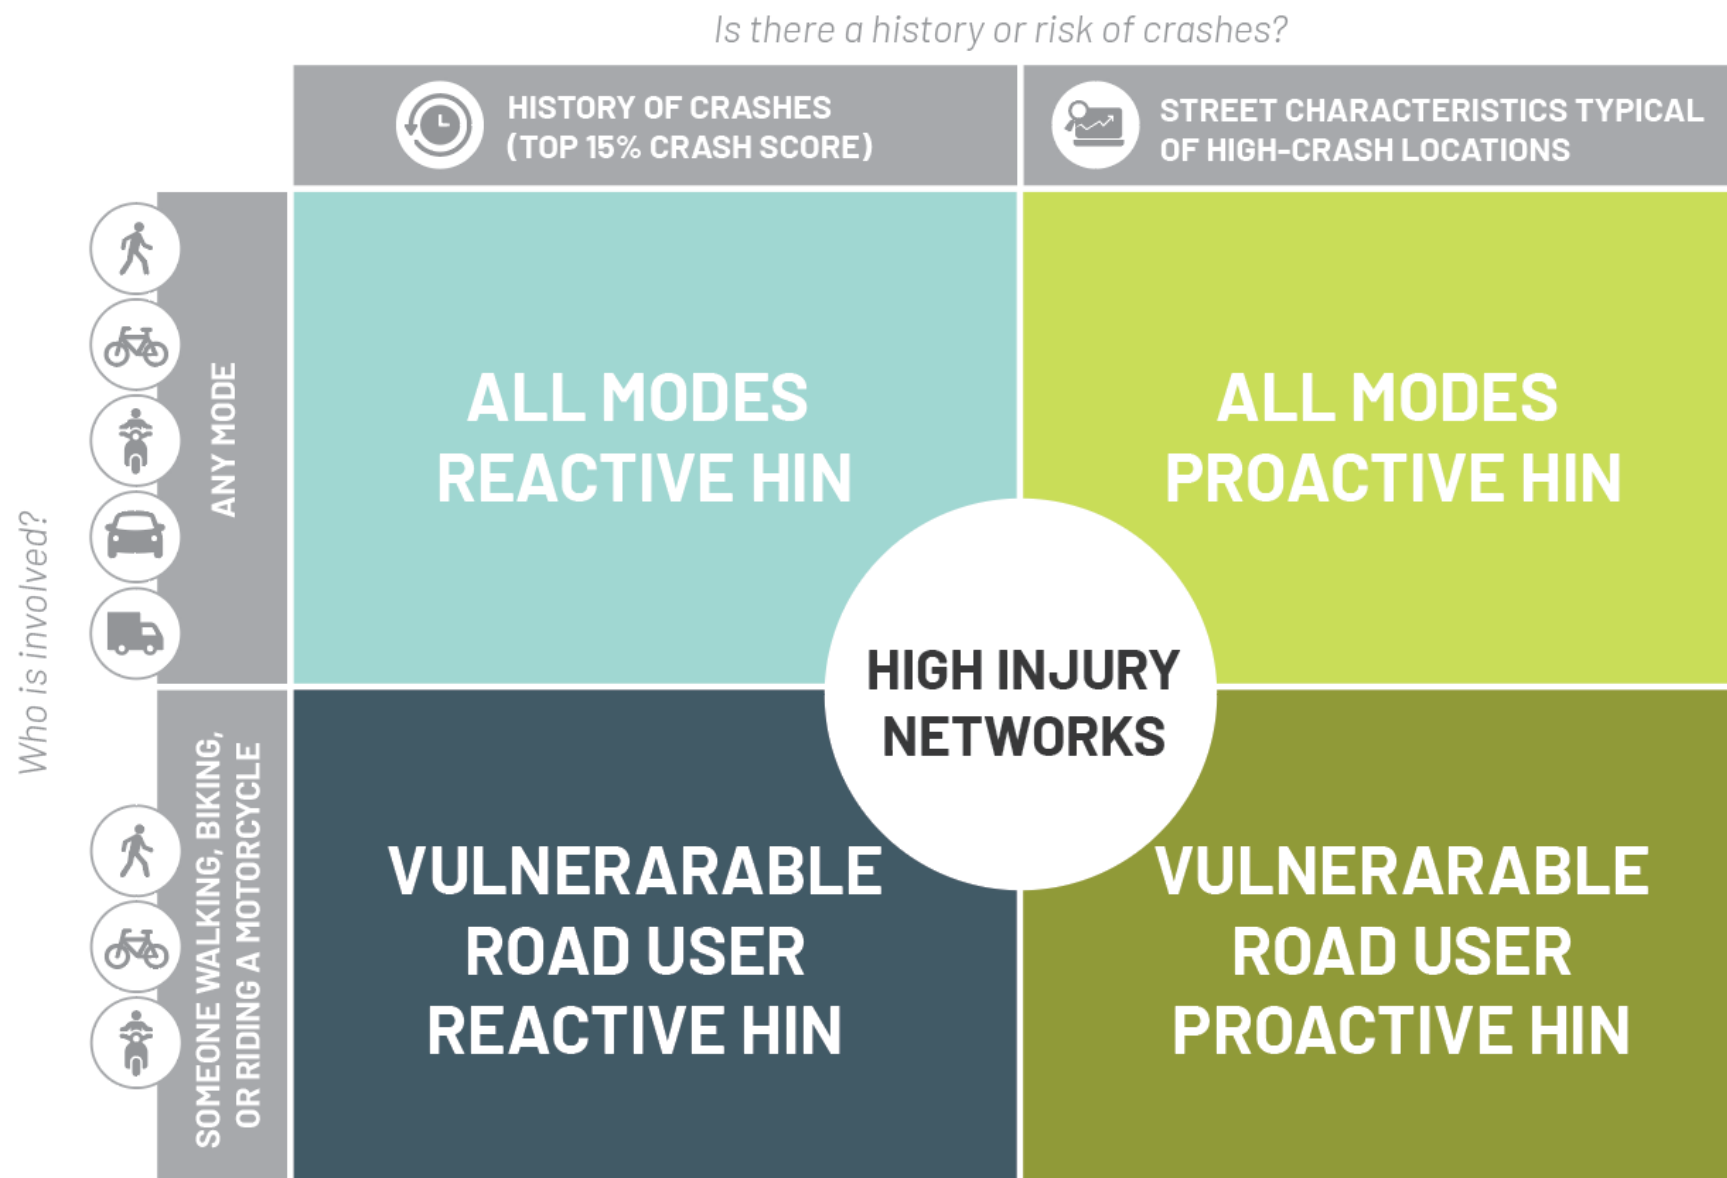 Is there a history or risk of crashes?
HISTORY OF CRASHES
(TOP 15% CRASH SCORE)
STREET CHARACTERISTICS TYPICAL
OF HIGH-CRASH LOCATIONS
Who is involved?
ANY MODE
ALL MODES
REACTIVE HIN
ALL MODES
PROACTIVE HIN
HIGH INJURY
NETWORKS
SOMEONE WALKING, BIKING,
OR RIDING A MOTORCYCLE
VULNERARABLE
ROAD USER
REACTIVE HIN
VULNERARABLE
ROAD USER
PROACTIVE HIN